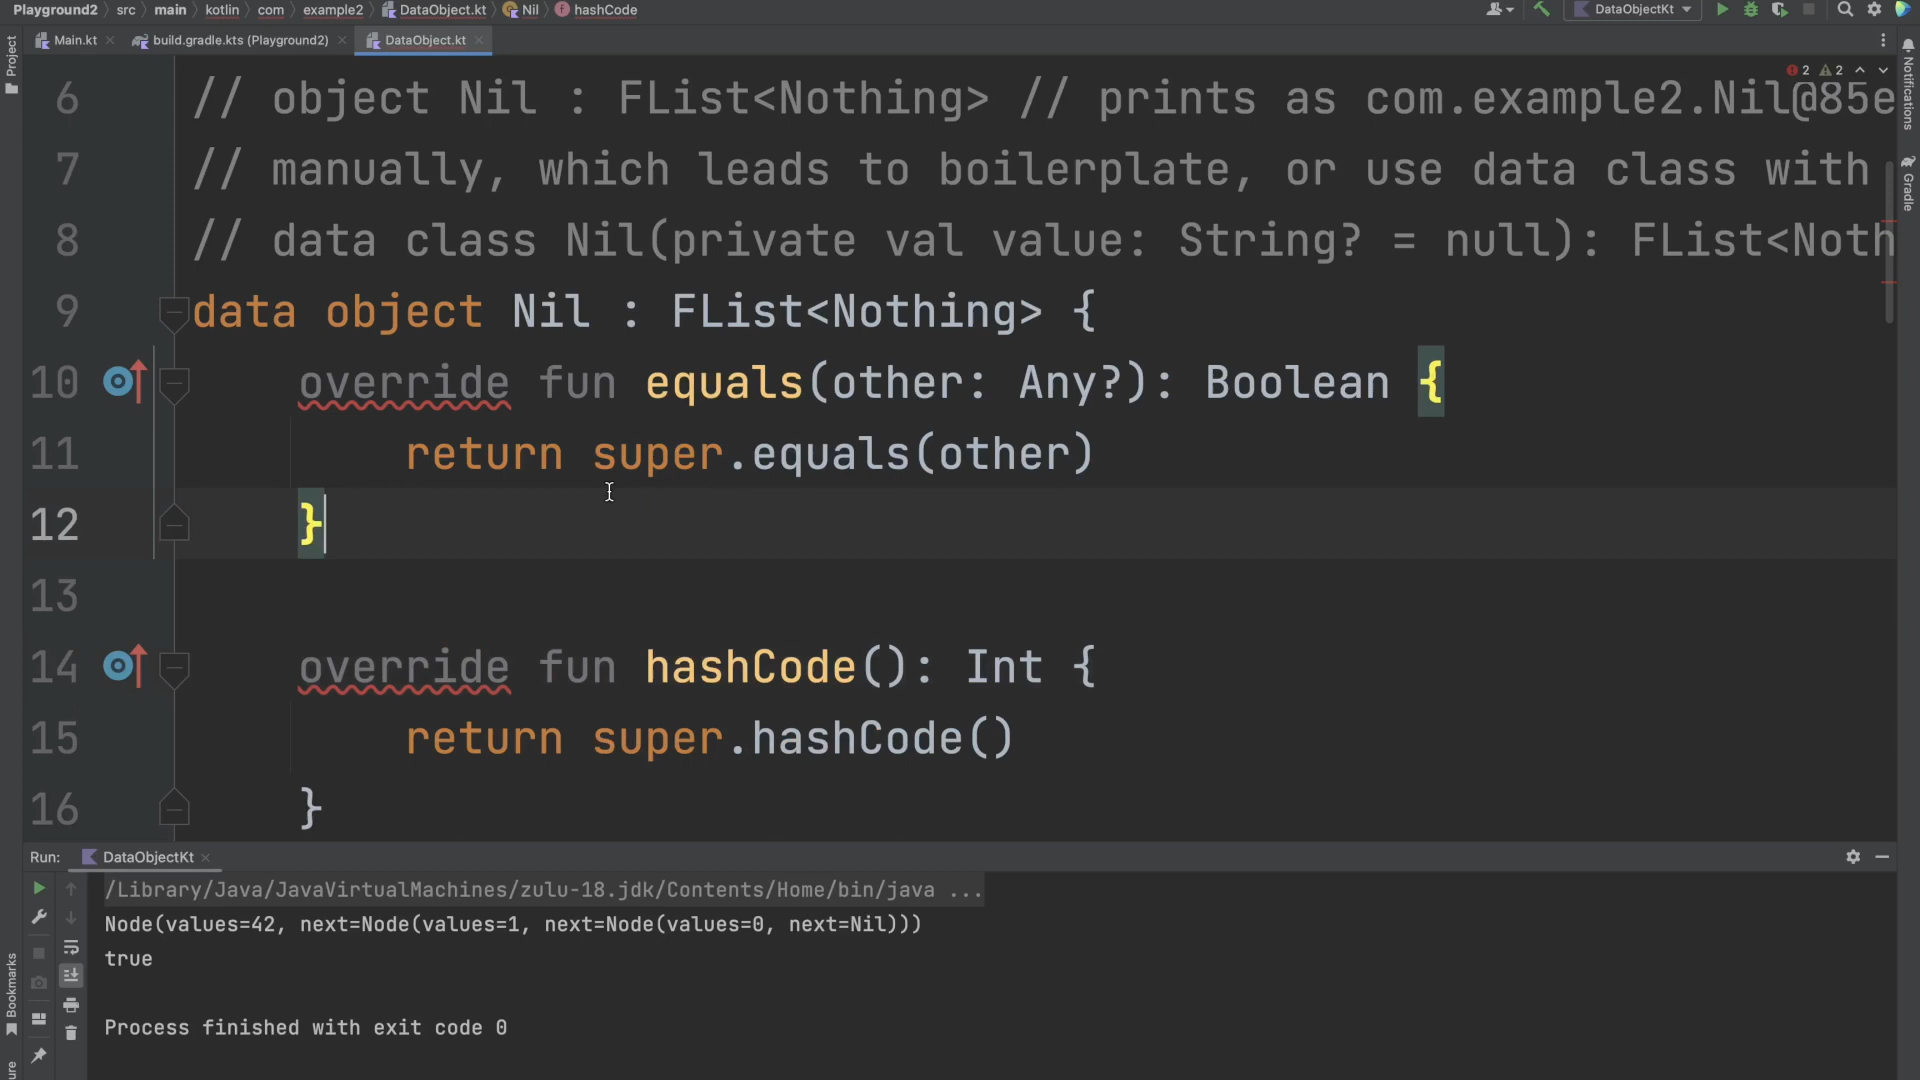 Playground2 src main kotlin com example2 DataObject.kt Nil hashCode DataObjectKt
Main.kt build.gradle.kts (Playground2) DataObject.kt
Project
Notifications
Gradle
2 2
6 // object Nil : FList<Nothing> // prints as com.example2.Nil@85e
7 // manually, which leads to boilerplate, or use data class with
8 // data class Nil(private val value: String? = null): FList<Noth
9 data object Nil : FList<Nothing> {
10 override fun equals(other: Any?): Boolean {
11 return super.equals(other)
12 }
13
14 override fun hashCode(): Int {
15 return super.hashCode()
16 }
Run: DataObjectKt
/Library/Java/JavaVirtualMachines/zulu-18.jdk/Contents/Home/bin/java ...
Node(values=42, next=Node(values=1, next=Node(values=0, next=Nil)))
true
Process finished with exit code 0
Bookmarks